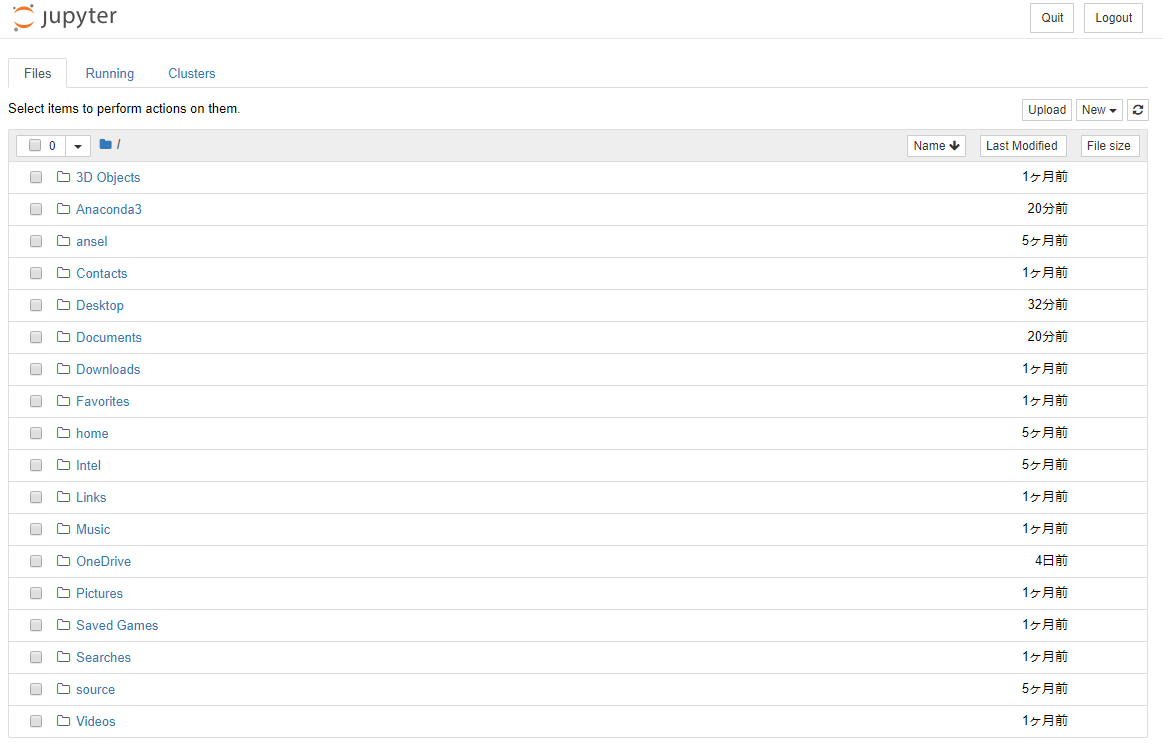 jupyter Quit Logout
Files Running Clusters
Select items to perform actions on them. Upload New
0 / Name Last Modified File size
3D Objects 1ヶ月前
Anaconda3 20分前
ansel 5ヶ月前
Contacts 1ヶ月前
Desktop 32分前
Documents 20分前
Downloads 1ヶ月前
Favorites 1ヶ月前
home 5ヶ月前
Intel 5ヶ月前
Links 1ヶ月前
Music 1ヶ月前
OneDrive 4日前
Pictures 1ヶ月前
Saved Games 1ヶ月前
Searches 1ヶ月前
source 5ヶ月前
Videos 1ヶ月前